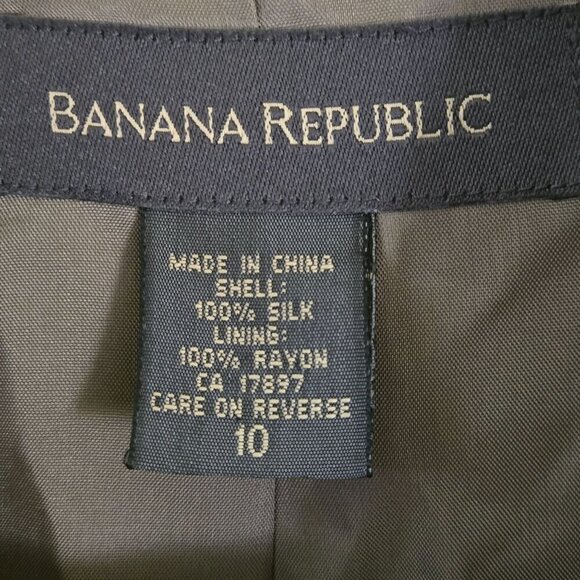 BANANA REPUBLIC
MADE IN CHINA
SHELL:
100% SILK
LINING:
100% RAYON
CA 17897
CARE ON REVERSE
10